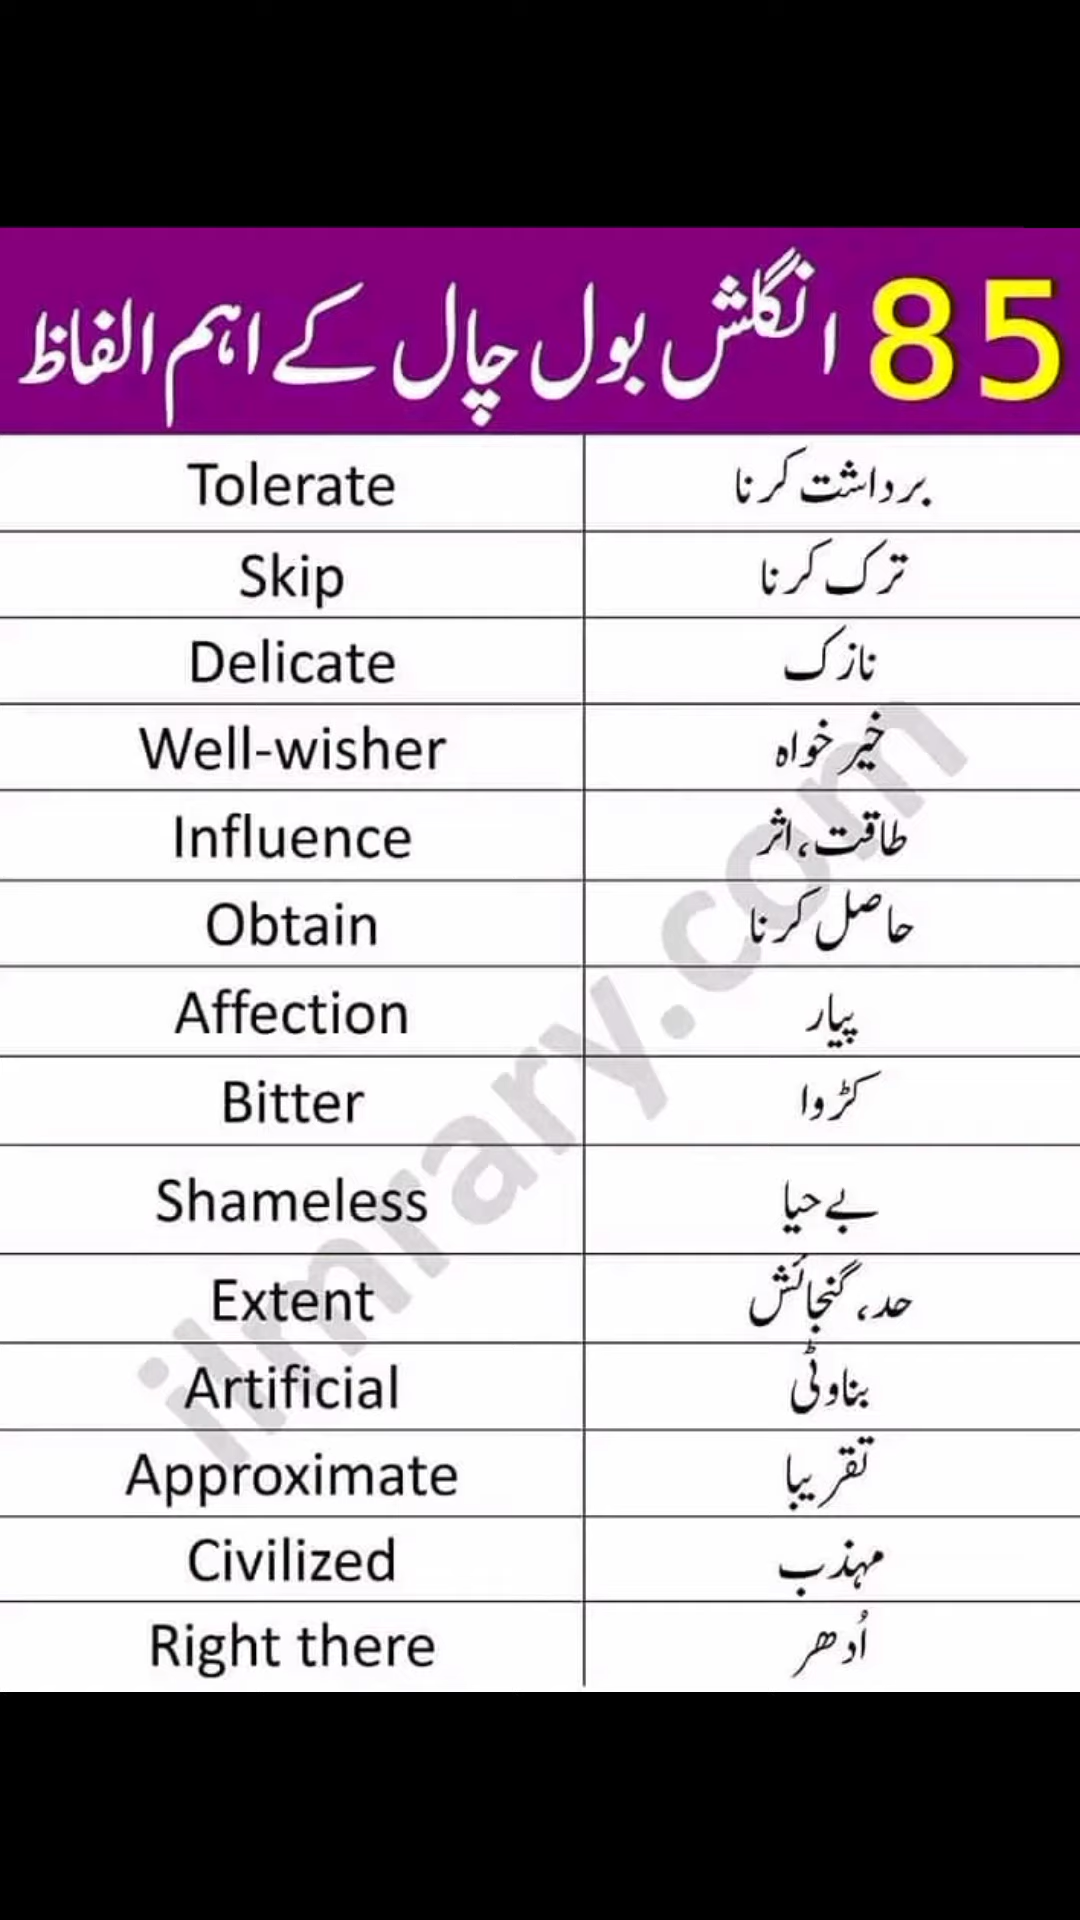 85 انگلش بول چال کے اہم الفاظ
Tolerate برداشت کرنا
Skip ترک کرنا
Delicate نازک
Well-wisher خیر خواہ
Influence طاقت، اثر
Obtain حاصل کرنا
Affection پیار
Bitter کڑوا
Shameless بے حیا
Extent حد، گنجائش
Artificial بناوٹی
Approximate تقریبا
Civilized مہذب
Right there اُدھر
ilmrary.com